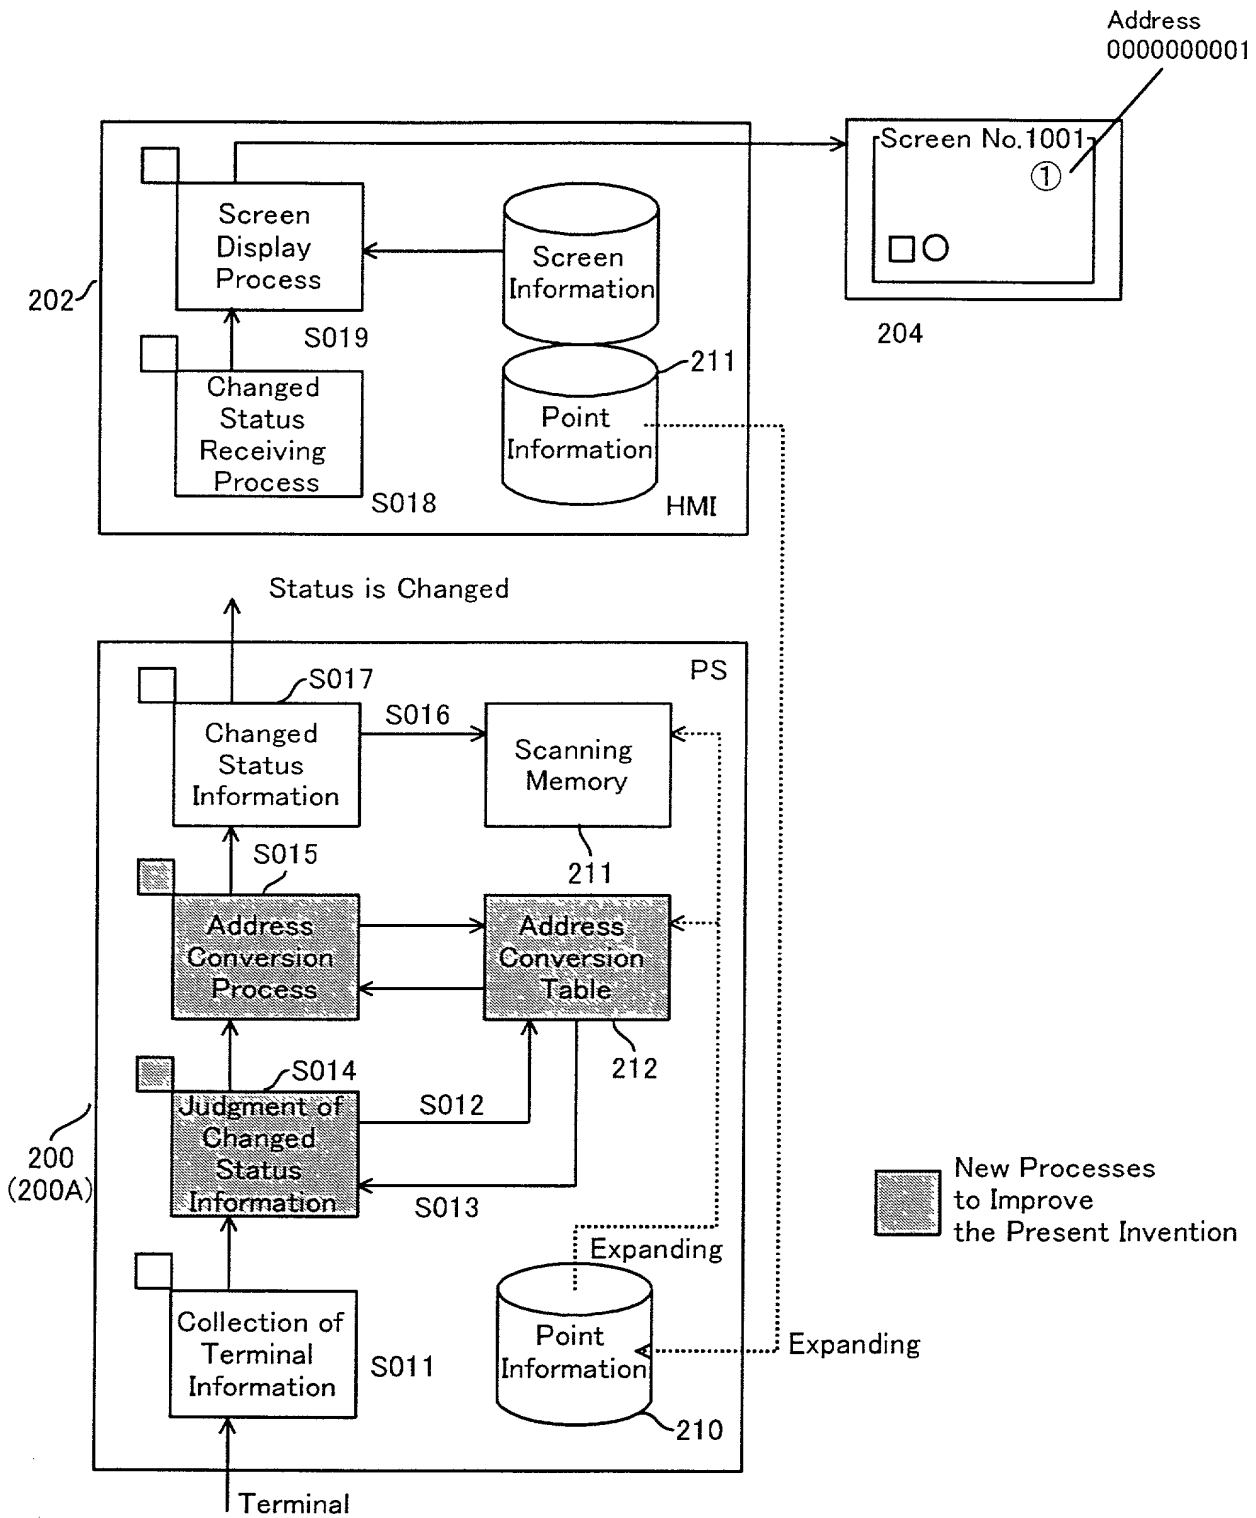 Address
0000000001
Screen No.1001
①
204
Screen
Display
Process
S019
Screen
Information
202
Changed
Status
Receiving
Process
S018
211
Point
Information
HMI
Status is Changed
PS
S017
Changed
Status
Information
S016
Scanning
Memory
211
S015
Address
Conversion
Process
Address
Conversion
Table
212
S014
Judgment of
Changed
Status
Information
S012
S013
200
(200A)
New Processes
to Improve
the Present Invention
Expanding
Collection of
Terminal
Information
S011
Point
Information
210
Expanding
Terminal